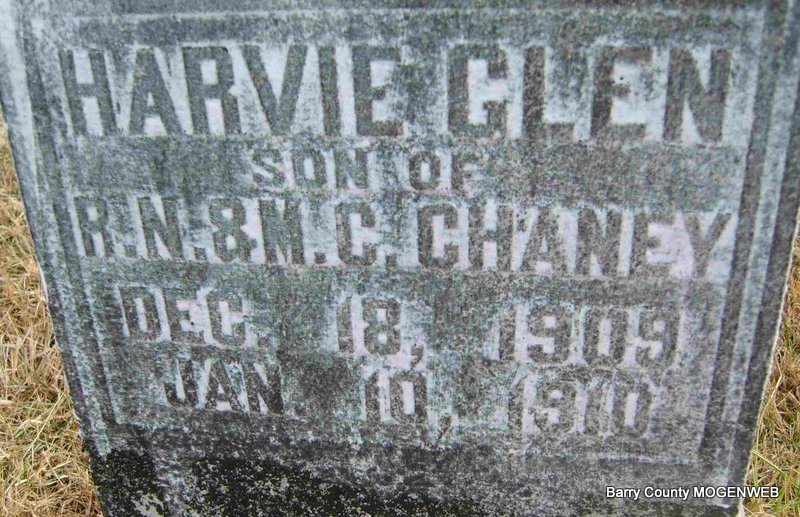 HARVIE GLEN
SON OF
R.N.&M.C. CHANEY
DEC. 18, 1909
JAN. 10, 1910
Barry County MOGENWEB